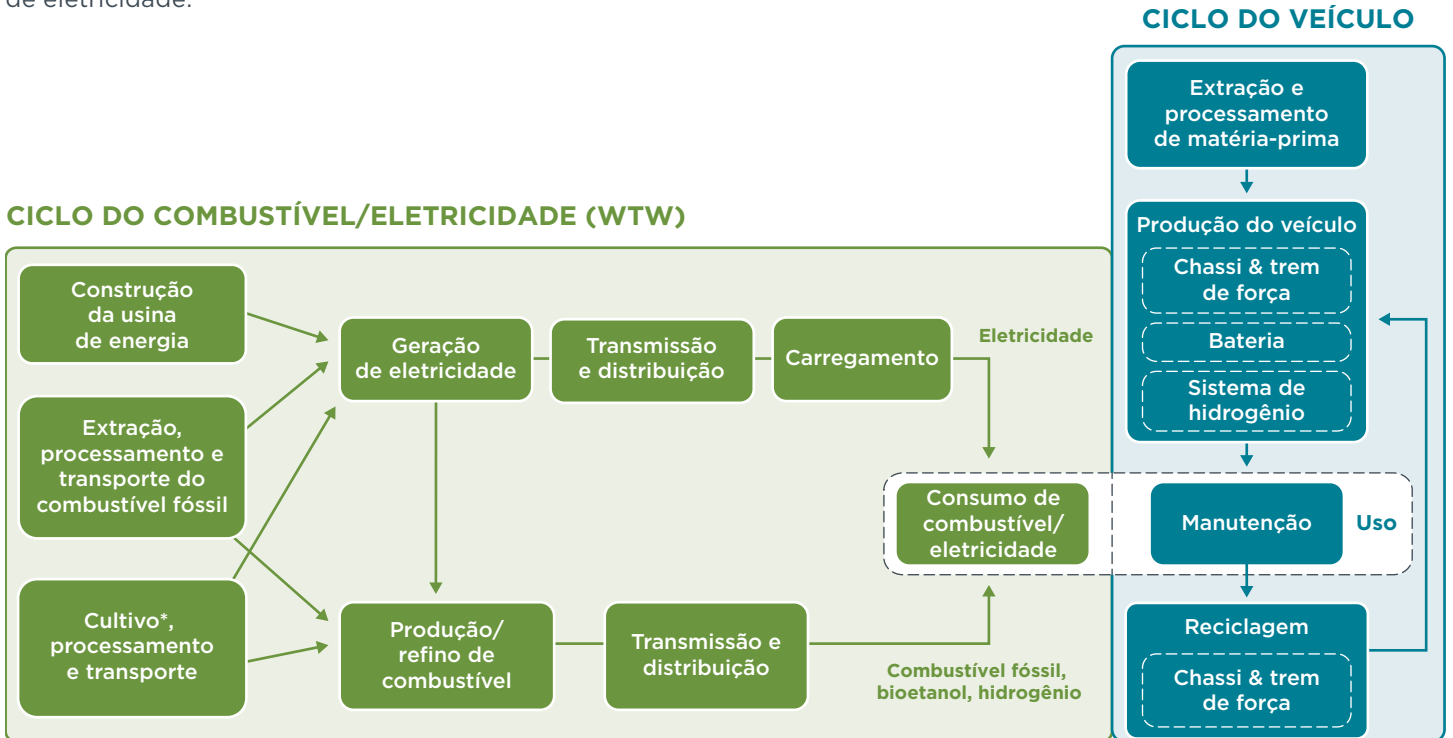 de eletricidade.
CICLO DO VEÍCULO
Extração e
processamento
de matéria-prima
Produção do veículo
Chassi & trem
de força
Bateria
Sistema de
hidrogênio
Manutenção
Uso
Reciclagem
Chassi & trem
de força
CICLO DO COMBUSTÍVEL/ELETRICIDADE (WTW)
Construção
da usina
de energia
Extração,
processamento e
transporte do
combustível fóssil
Cultivo*,
processamento
e transporte
Geração
de eletricidade
Transmissão
e distribuição
Carregamento
Eletricidade
Consumo de
combustível/
eletricidade
Produção/
refino de
combustível
Transmissão e
distribuição
Combustível fóssil,
bioetanol, hidrogênio